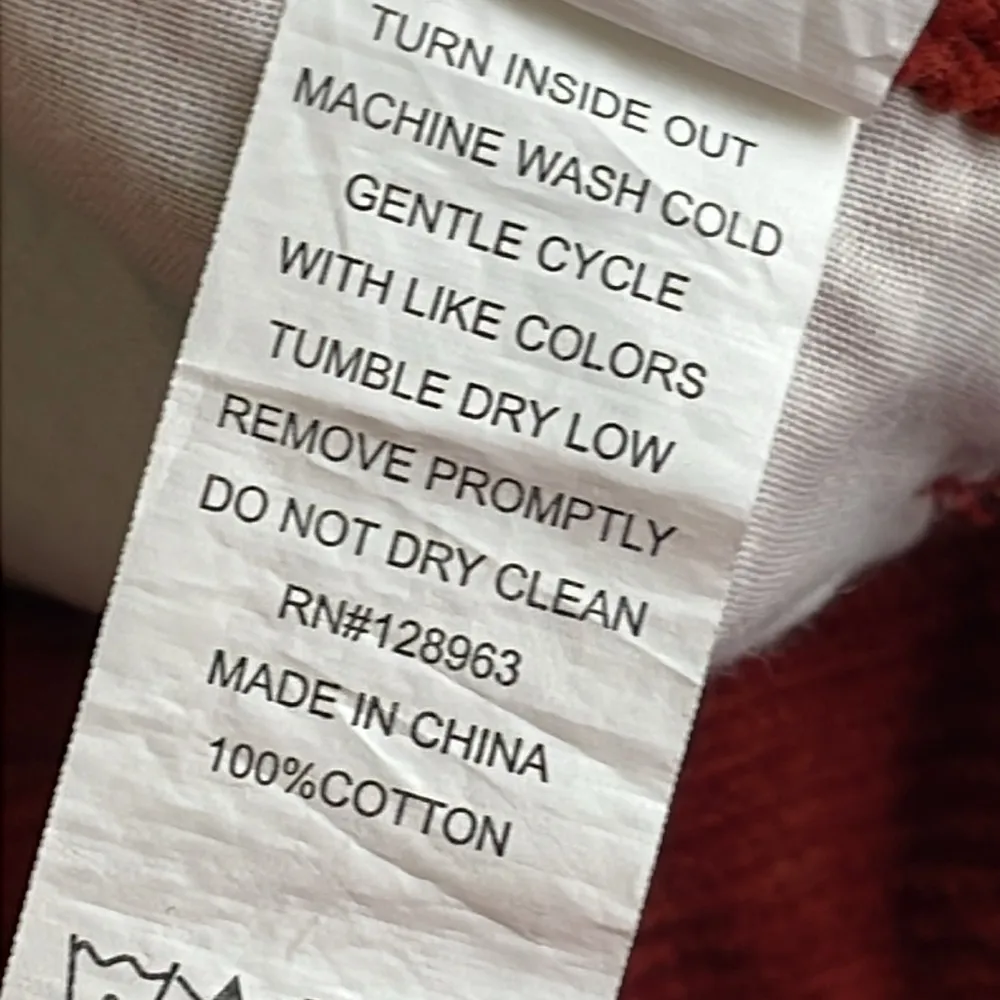 TURN INSIDE OUT
MACHINE WASH COLD
GENTLE CYCLE
WITH LIKE COLORS
TUMBLE DRY LOW
REMOVE PROMPTLY
DO NOT DRY CLEAN
RN#128963
MADE IN CHINA
100%COTTON